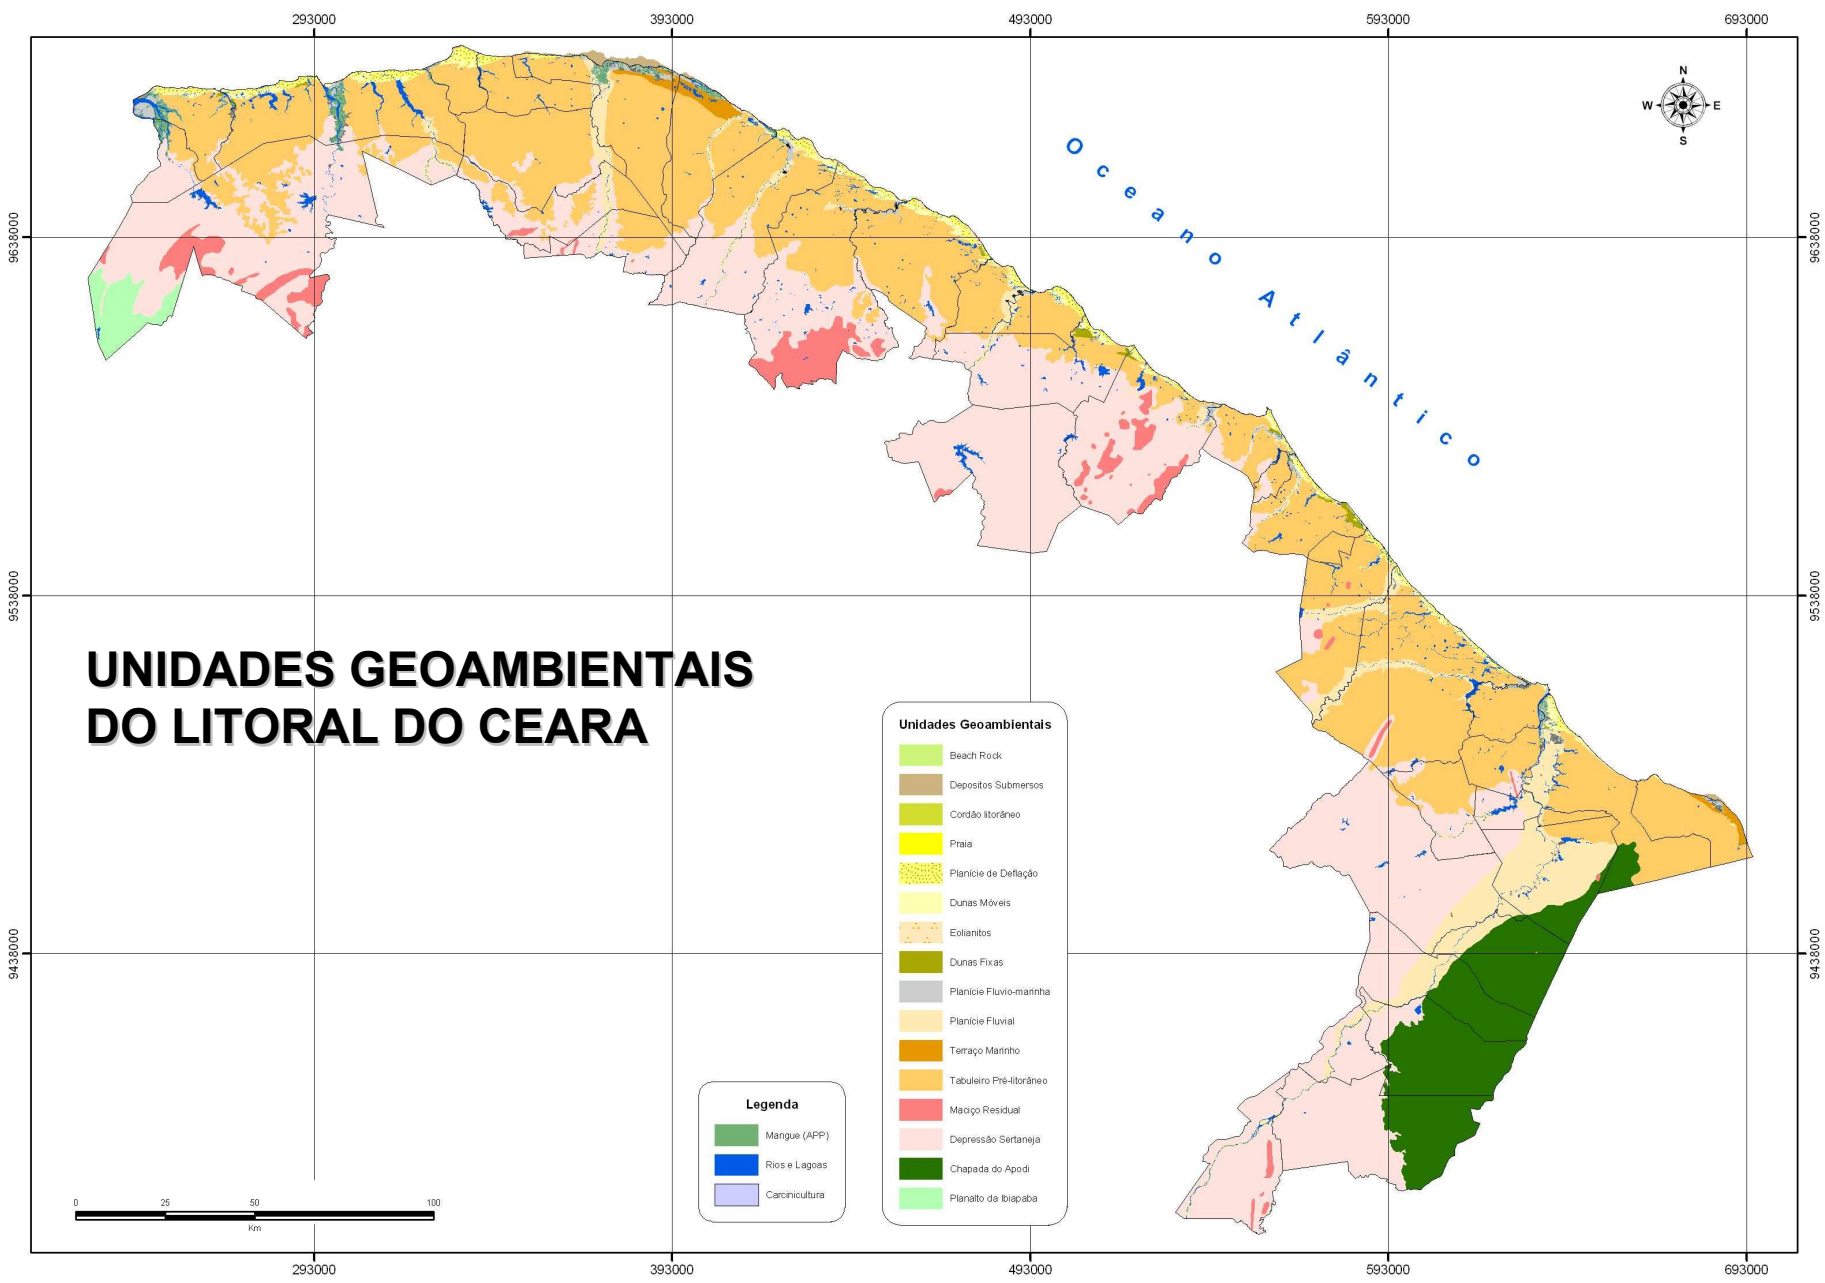 293000 393000 493000 593000 693000
N
W E
S
Oceano Atlântico
9638000 9638000
9538000 9538000
UNIDADES GEOAMBIENTAIS
DO LITORAL DO CEARA
Unidades Geoambientais
Beach Rock
Depositos Submersos
Cordão litorâneo
Praia
Planície de Deflação
Dunas Móveis
Eolianitos
Dunas Fixas
Planície Fluvio-marinha
Planície Fluvial
Terraço Marinho
Tabuleiro Pré-litorâneo
Maciço Residual
Depressão Sertaneja
Chapada do Apodi
Planalto da Ibiapaba
9438000 9438000
Legenda
Mangue (APP)
Rios e Lagoas
Carcinicultura
0 25 50 100
Km
293000 393000 493000 593000 693000